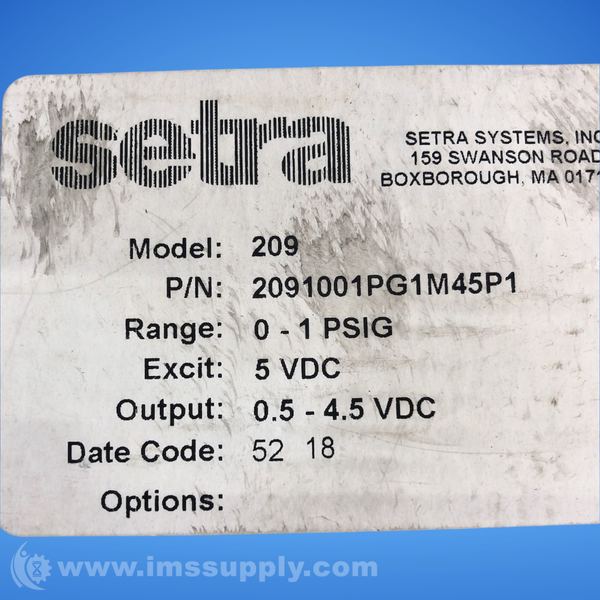 setra
SETRA SYSTEMS, INC
159 SWANSON ROAD
BOXBOROUGH, MA 0171
Model: 209
P/N: 2091001PG1M45P1
Range: 0 - 1 PSIG
Excit: 5 VDC
Output: 0.5 - 4.5 VDC
Date Code: 52 18
Options:
www.imssupply.com